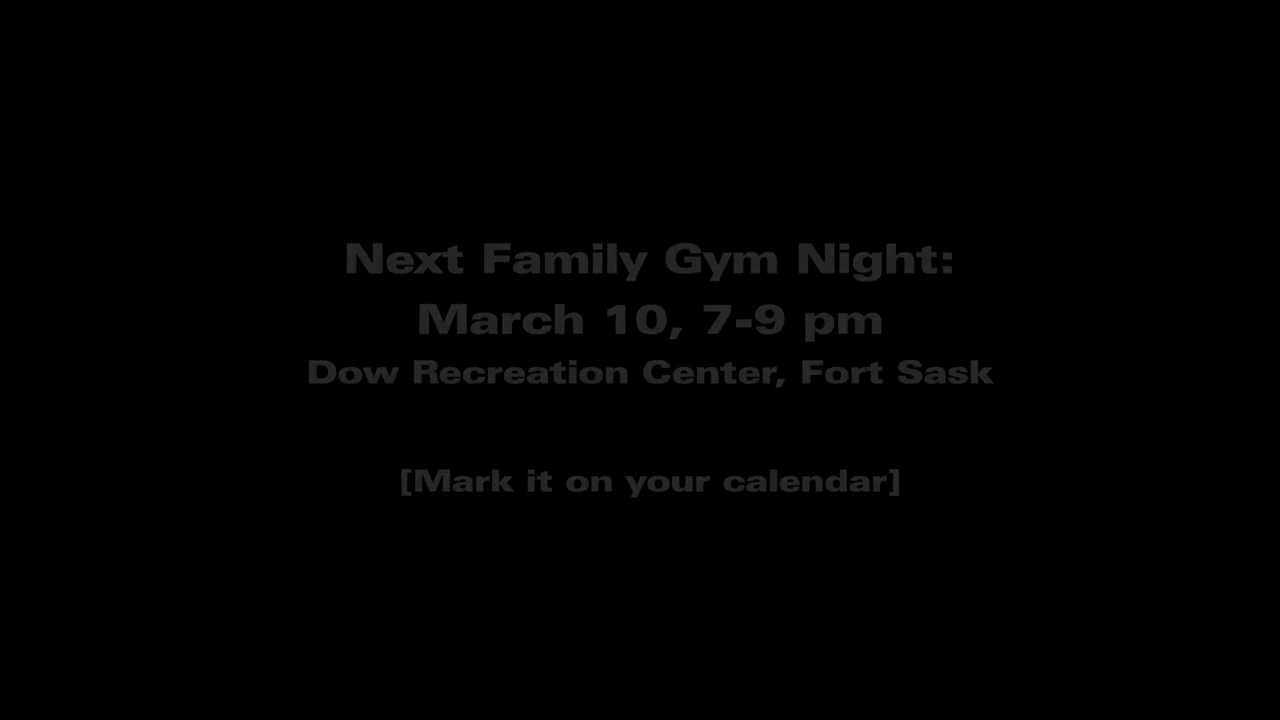 Next Family Gym Night:
March 10, 7-9 pm
Dow Recreation Center, Fort Sask
[Mark it on your calendar]